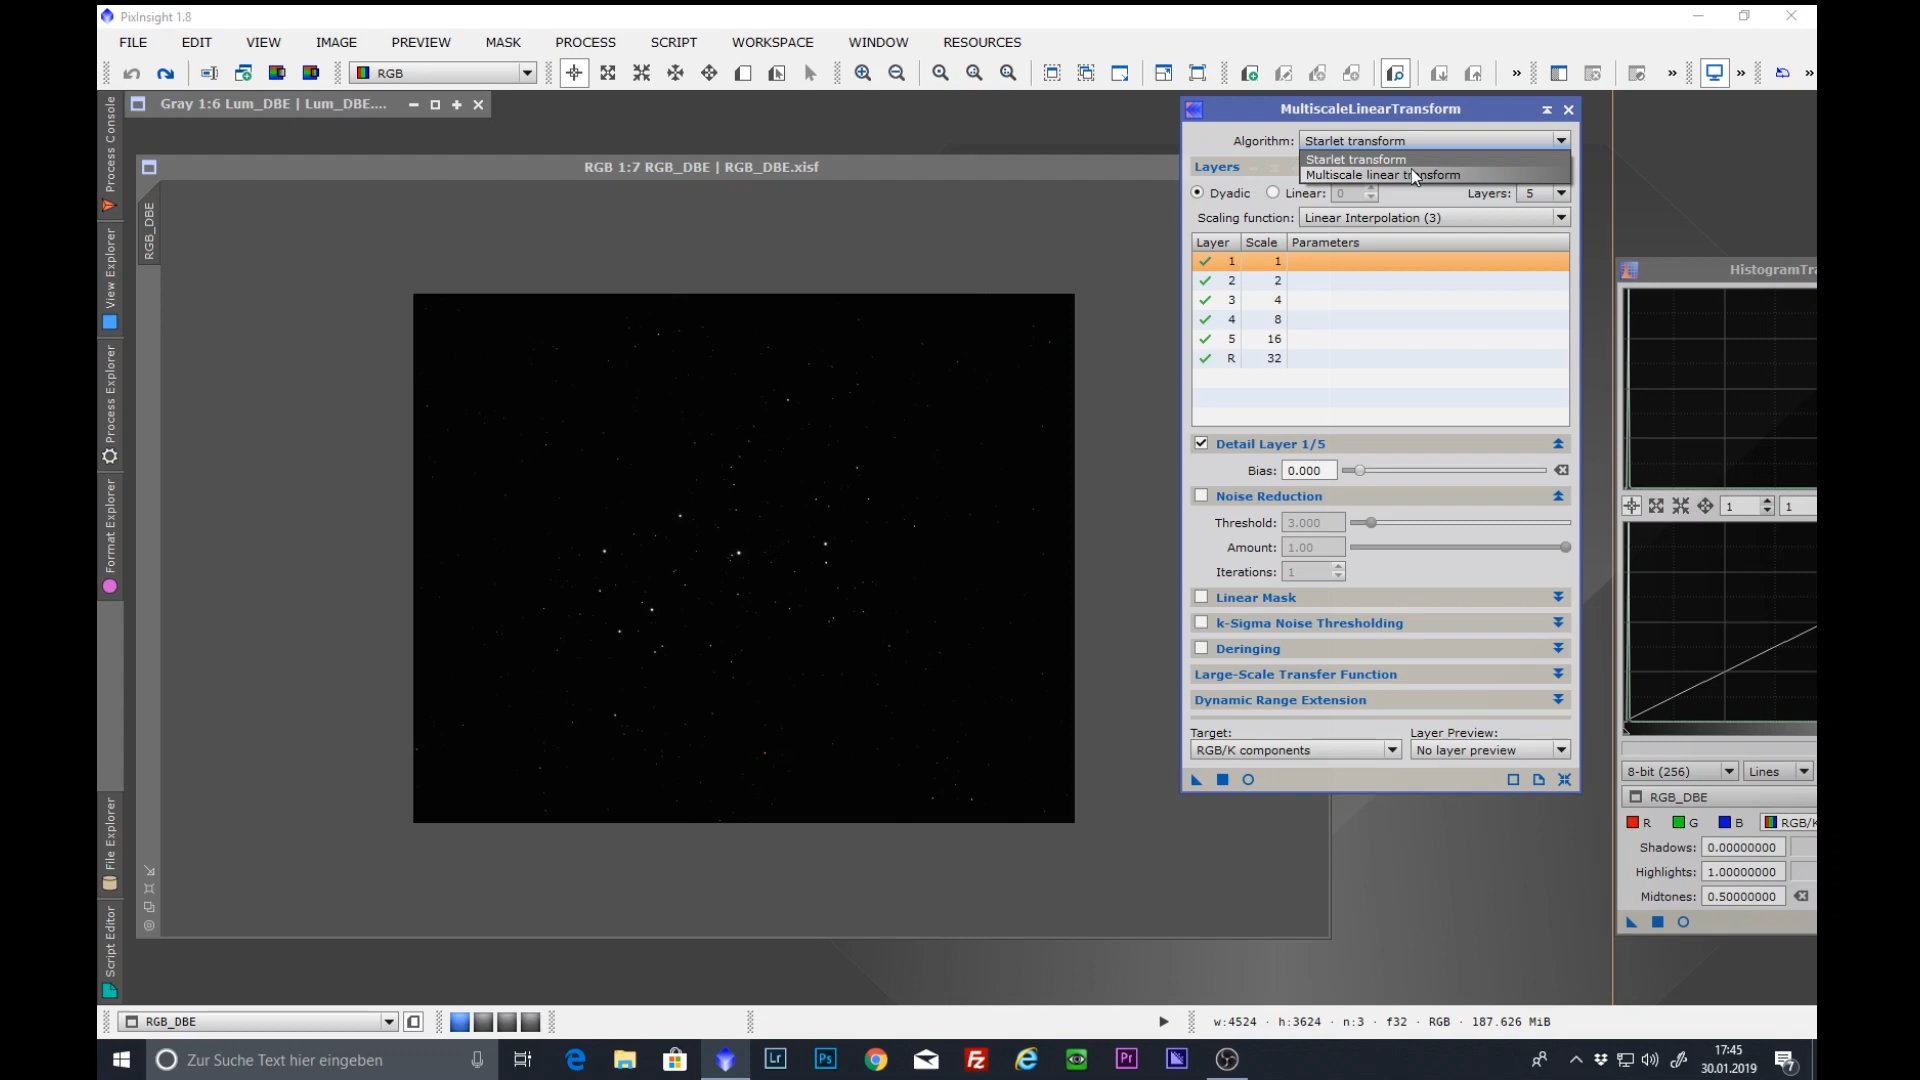 PixInsight 1.8
FILE EDIT VIEW IMAGE PREVIEW MASK PROCESS SCRIPT WORKSPACE WINDOW RESOURCES
RGB
Gray 1:6 Lum_DBE | Lum_DBE....
RGB 1:7 RGB_DBE | RGB_DBE.xisf
RGB_DBE
Process Console
View Explorer
Process Explorer
Format Explorer
File Explorer
Script Editor
MultiscaleLinearTransform
Algorithm: Starlet transform
Starlet transform
Multiscale linear transform
Layers
Dyadic Linear: 0 Layers: 5
Scaling function: Linear Interpolation (3)
Layer Scale Parameters
1 1
2 2
3 4
4 8
5 16
R 32
Detail Layer 1/5
Bias: 0.000
Noise Reduction
Threshold: 3.000
Amount: 1.00
Iterations: 1
Linear Mask
k-Sigma Noise Thresholding
Deringing
Large-Scale Transfer Function
Dynamic Range Extension
Target: Layer Preview:
RGB/K components No layer preview
HistogramTra
1 1
8-bit (256) Lines
RGB_DBE
R G B RGB/K
Shadows: 0.00000000
Highlights: 1.00000000
Midtones: 0.50000000
RGB_DBE
w:4524 · h:3624 · n:3 · f32 · RGB · 187.626 MiB
Zur Suche Text hier eingeben
Lr Ps Fz Pr
17:45
30.01.2019
7